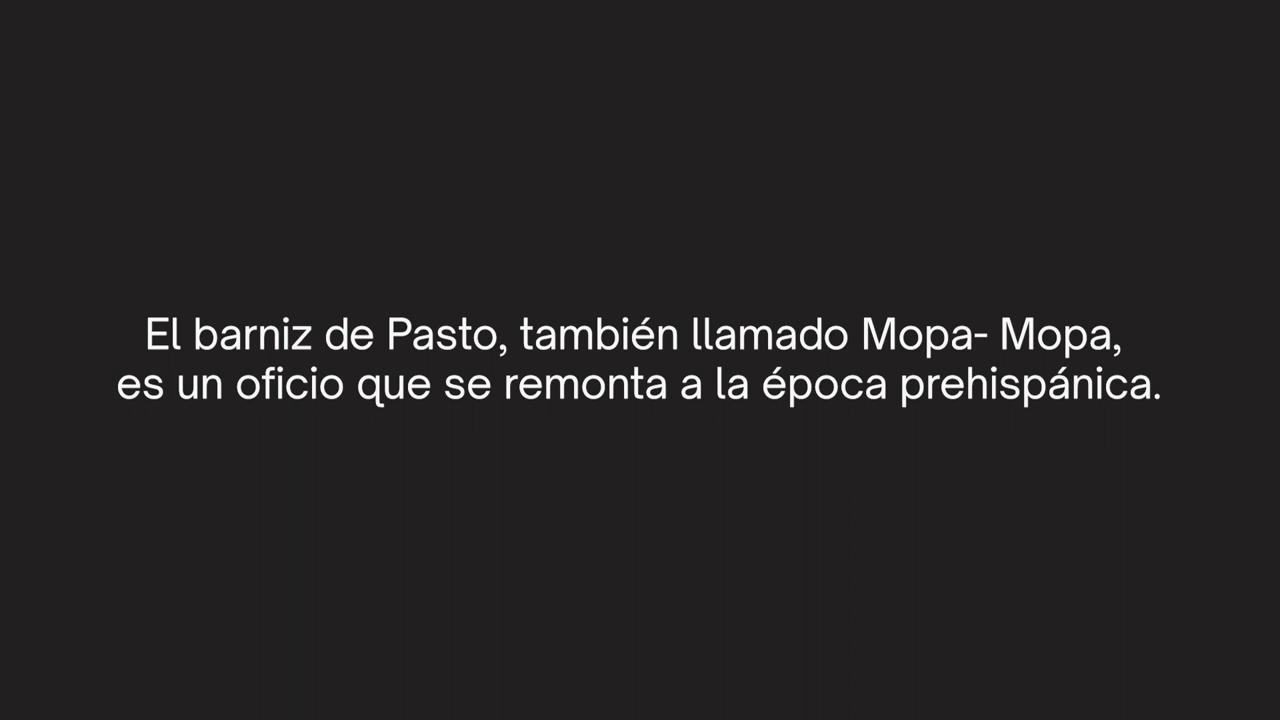 El barniz de Pasto, también llamado Mopa- Mopa,
es un oficio que se remonta a la época prehispánica.